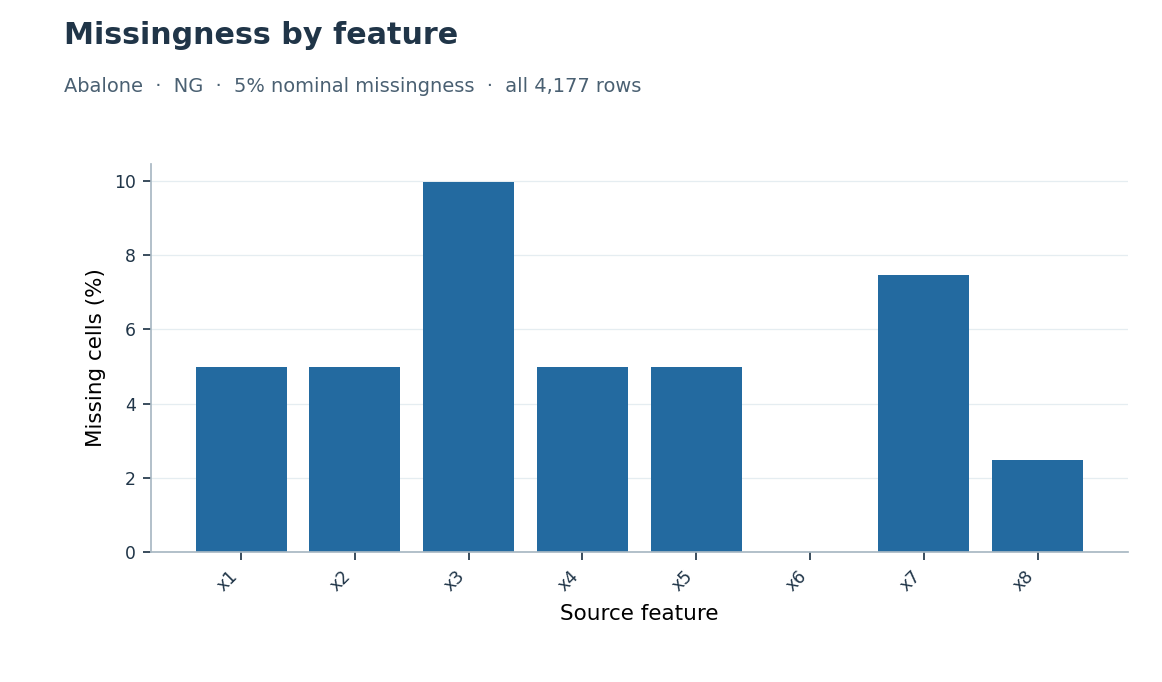 Missingness by feature
Abalone · NG · 5% nominal missingness · all 4,177 rows
Missing cells (%)
10
8
6
4
2
0
x1 x2 x3 x4 x5 x6 x7 x8
Source feature